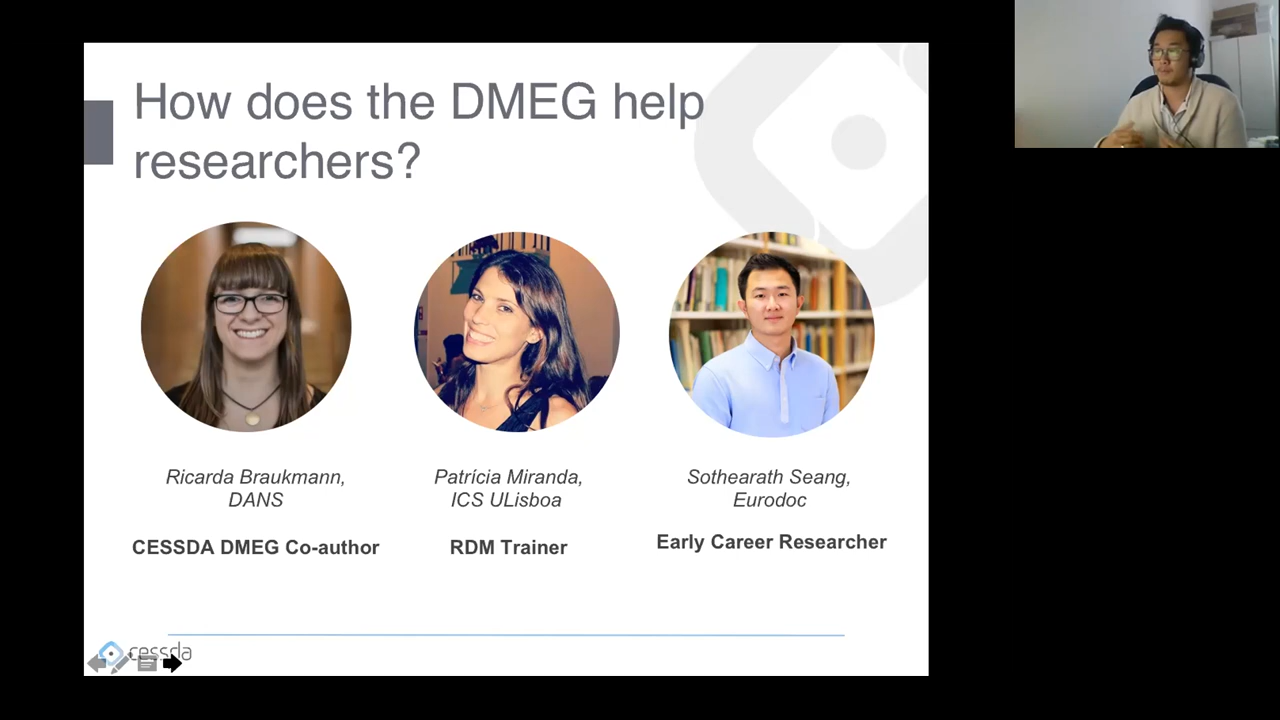 How does the DMEG help
researchers?
Ricarda Braukmann,
DANS
CESSDA DMEG Co-author
Patrícia Miranda,
ICS ULisboa
RDM Trainer
Sothearath Seang,
Eurodoc
Early Career Researcher
cessda